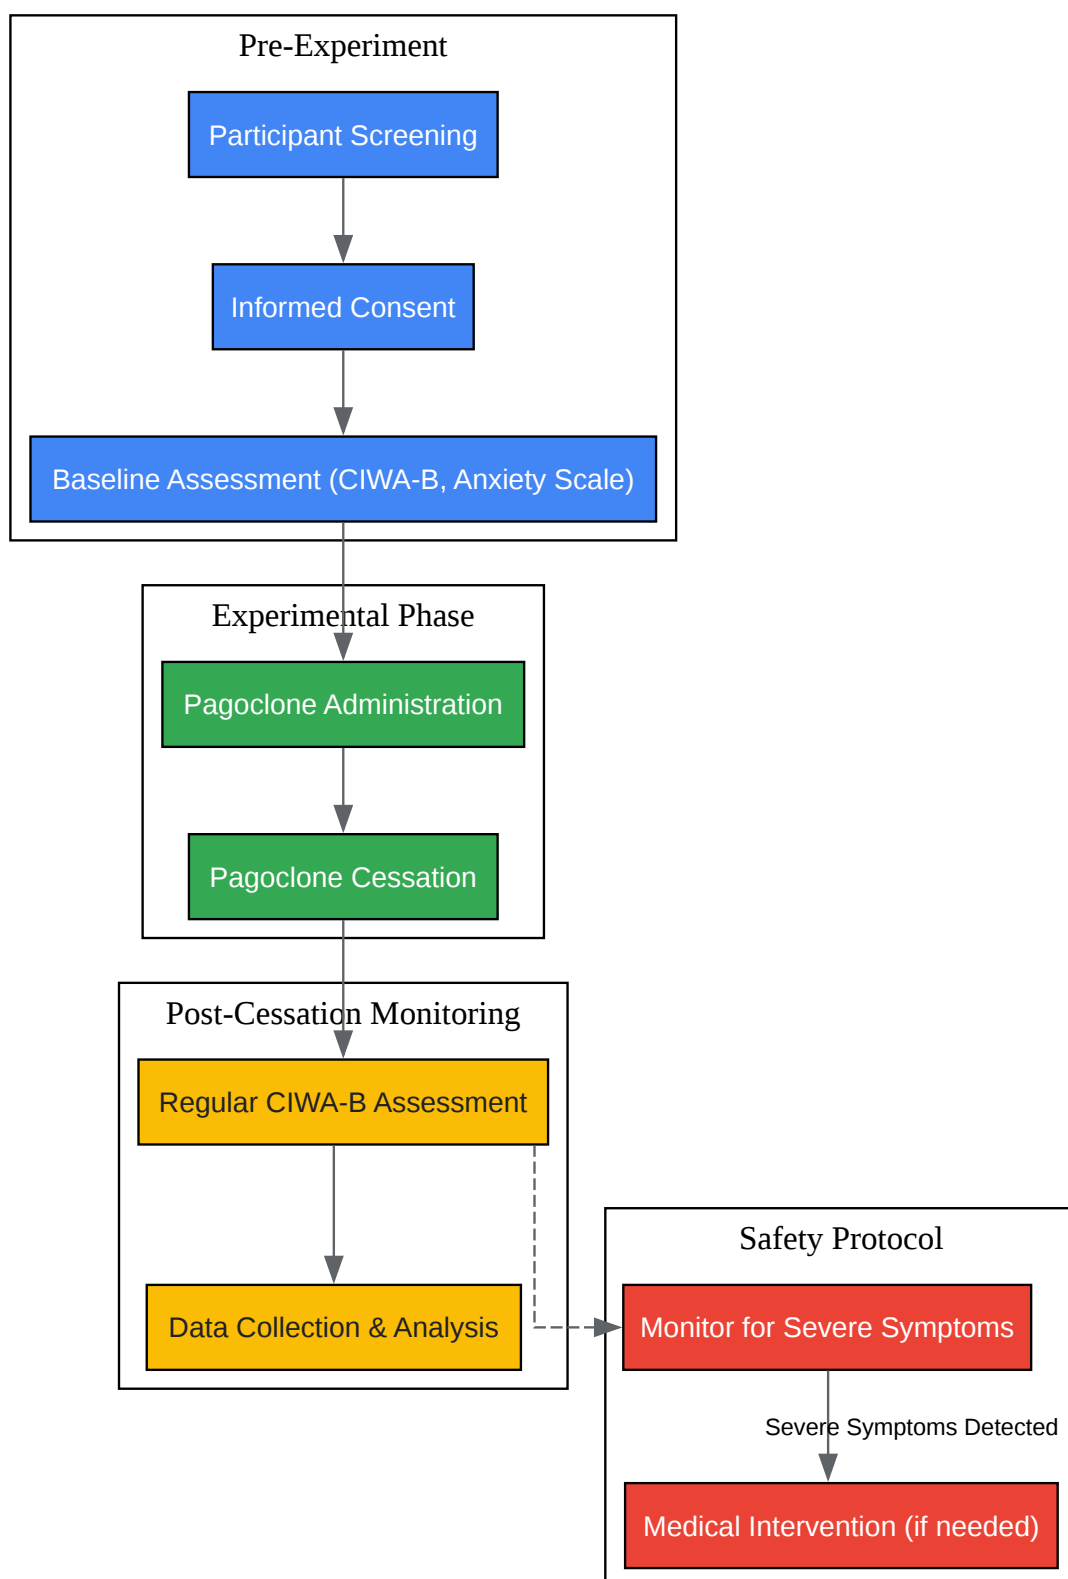 Pre-Experiment
Participant Screening
Informed Consent
Baseline Assessment (CIWA-B, Anxiety Scale)
Experimental Phase
Pagoclone Administration
Pagoclone Cessation
Post-Cessation Monitoring
Regular CIWA-B Assessment
Data Collection & Analysis
Safety Protocol
Monitor for Severe Symptoms
Severe Symptoms Detected
Medical Intervention (if needed)